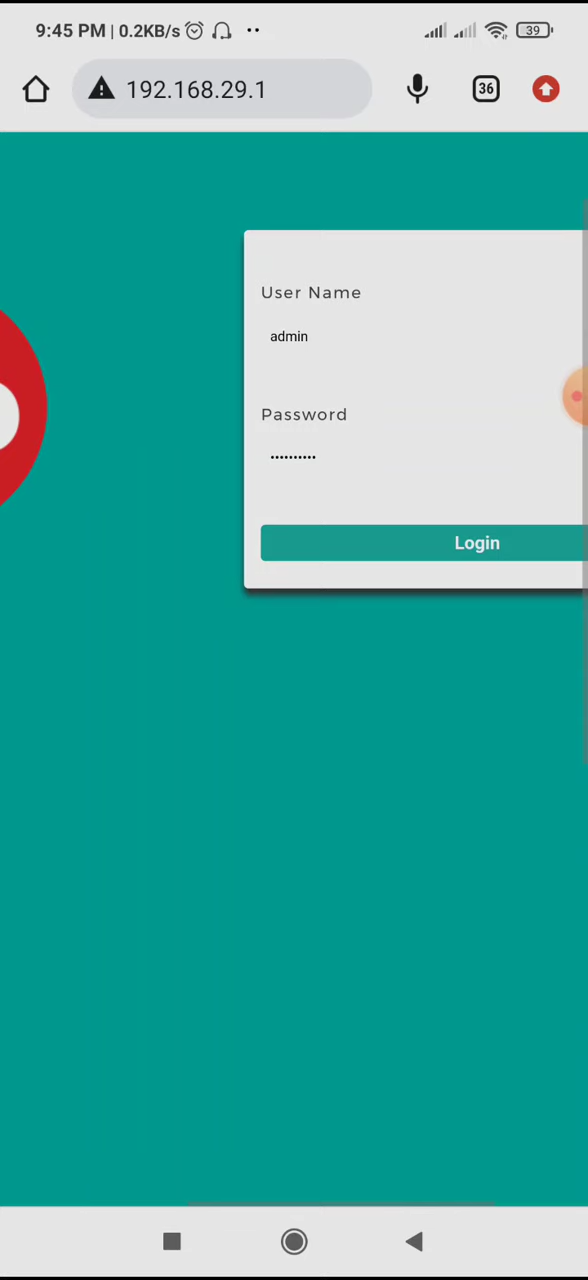 9:45 PM | 0.2KB/s
39
192.168.29.1
36
User Name
admin
Password
••••••••••
Login